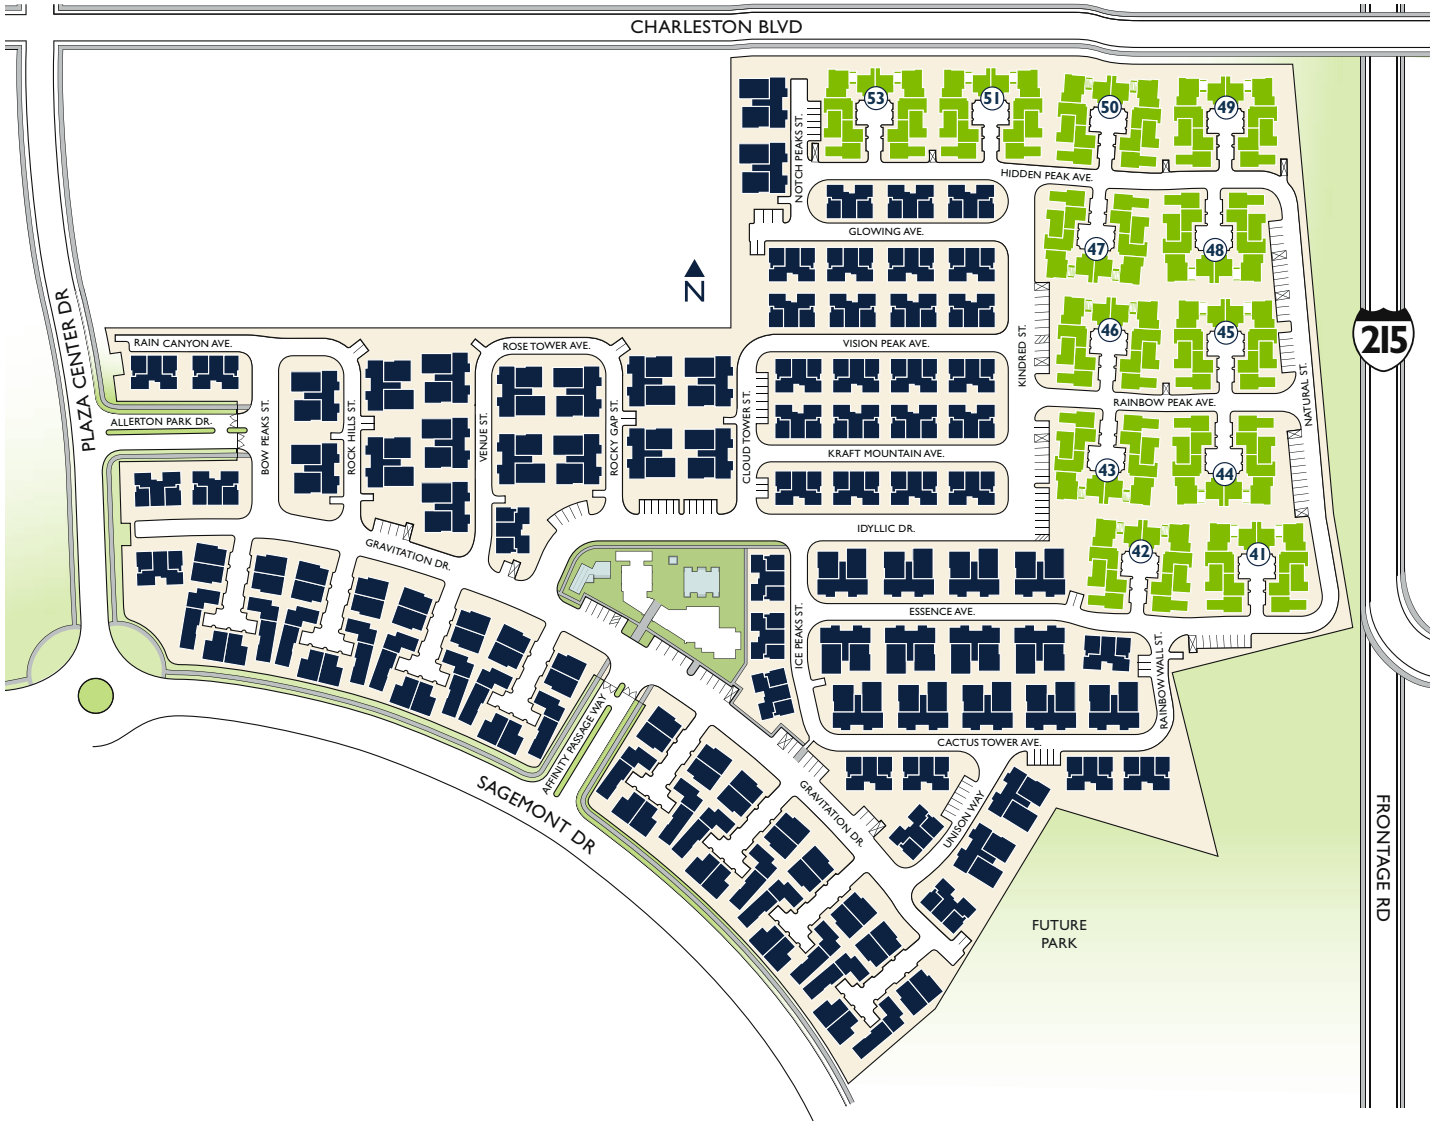 CHARLESTON BLVD
53
51
50
49
NOTCH PEAKS ST.
HIDDEN PEAK AVE.
GLOWING AVE.
47
48
N
PLAZA CENTER DR
KINDRED ST.
46
45
215
RAIN CANYON AVE.
ROSE TOWER AVE.
VISION PEAK AVE.
NATURAL ST.
RAINBOW PEAK AVE.
ALLERTON PARK DR.
BOW PEAKS ST.
ROCK HILLS ST.
VENUE ST.
ROCKY GAP ST.
CLOUD TOWER ST.
KRAFT MOUNTAIN AVE.
43
44
IDYLLIC DR.
GRAVITATION DR.
42
41
ESSENCE AVE.
ICE PEAKS ST.
RAINBOW WALL ST.
AFFINITY PASSAGE WAY
CACTUS TOWER AVE.
SAGEMONT DR
GRAVITATION DR.
UNISON WAY
FRONTAGE RD
FUTURE
PARK